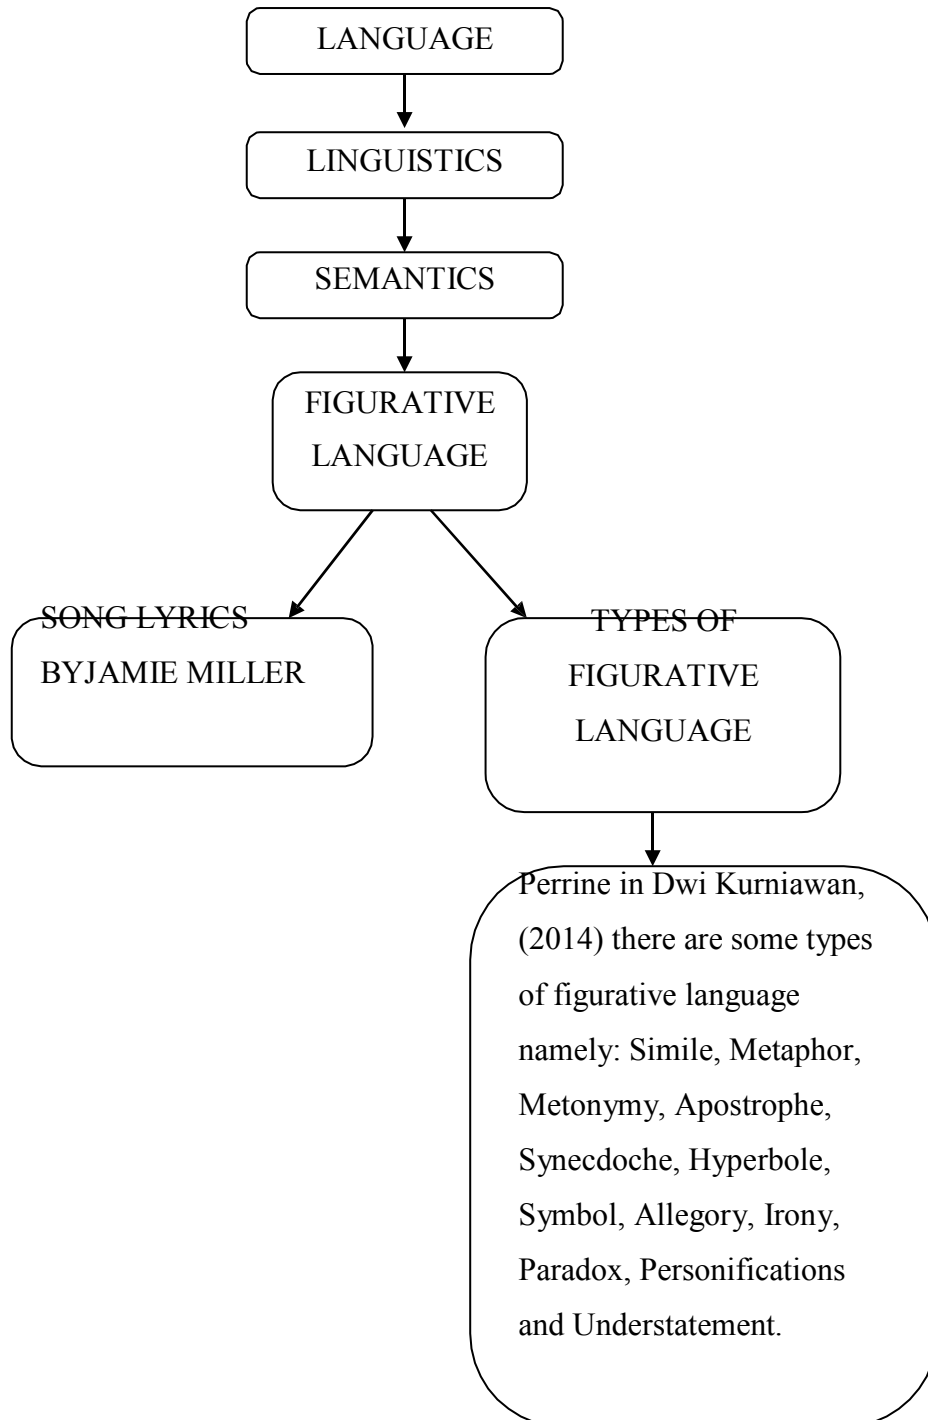 LANGUAGE
LINGUISTICS
SEMANTICS
FIGURATIVE
LANGUAGE
SONG LYRICS
BYJAMIE MILLER
TYPES OF
FIGURATIVE
LANGUAGE
Perrine in Dwi Kurniawan,
(2014) there are some types
of figurative language
namely: Simile, Metaphor,
Metonymy, Apostrophe,
Synecdoche, Hyperbole,
Symbol, Allegory, Irony,
Paradox, Personifications
and Understatement.